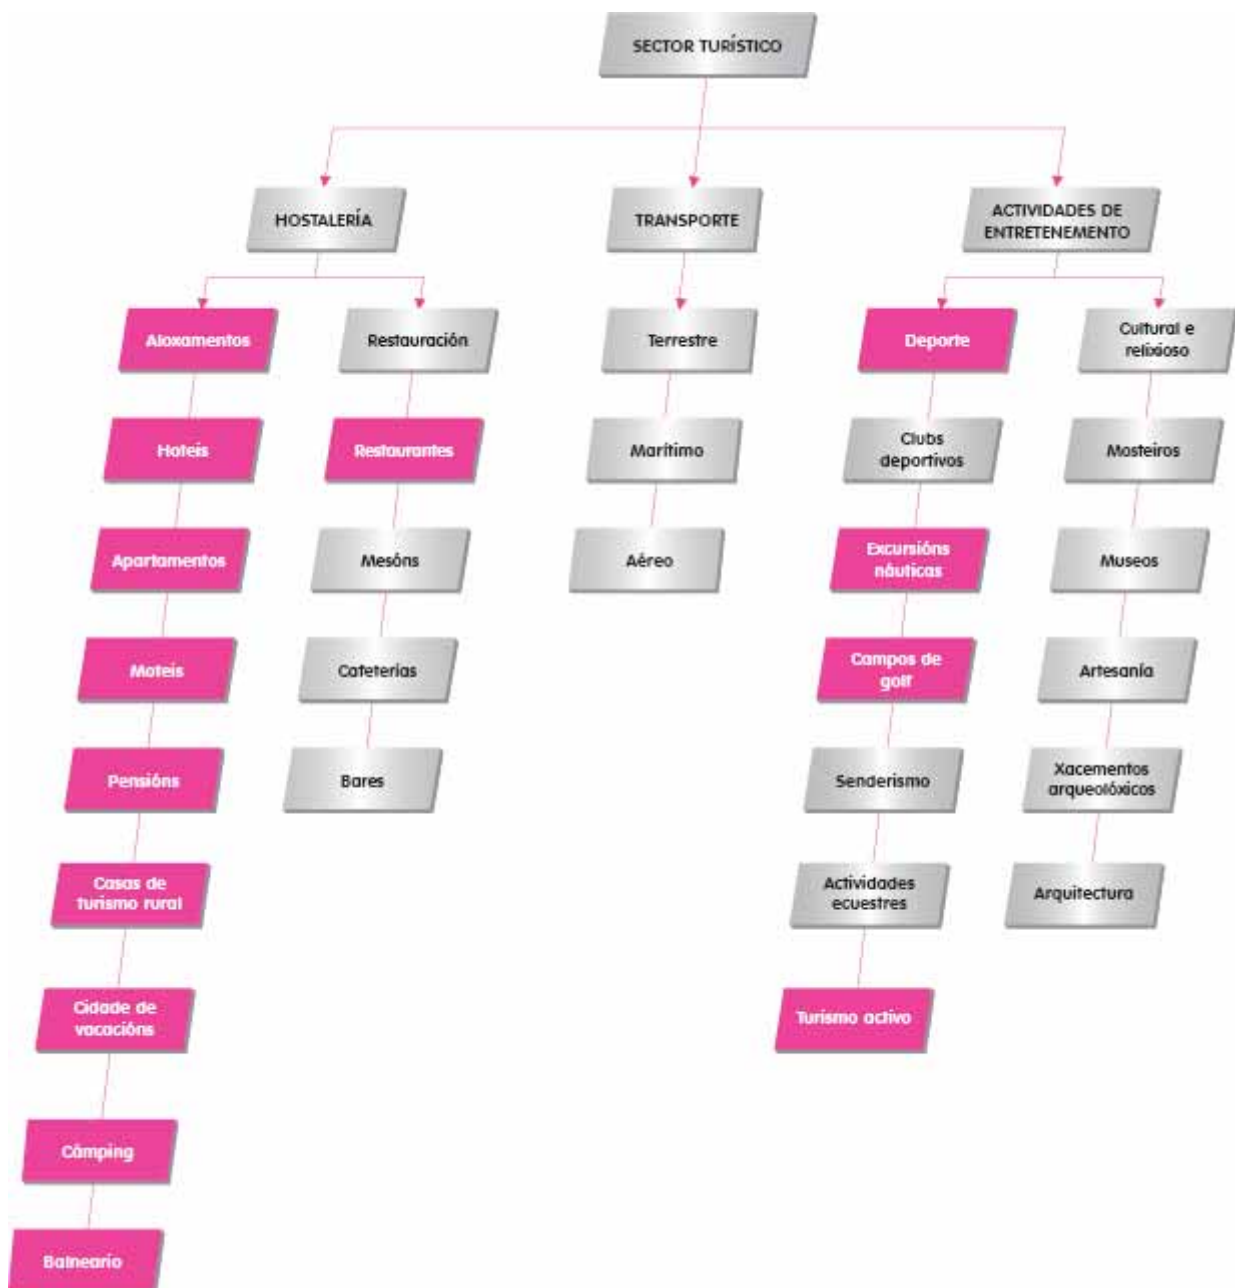 SECTOR TURÍSTICO
HOSTALERÍA
TRANSPORTE
ACTIVIDADES DE
ENTRETENEMENTO
Aloxamentos
Hoteis
Apartamentos
Moteis
Pensións
Casas de
turismo rural
Cidade de
vacacións
Cámping
Balneario
Restauración
Restaurantes
Mesóns
Cafeterías
Bares
Terrestre
Marítimo
Aéreo
Deporte
Clubs
deportivos
Excursións
náuticas
Campos de
golf
Senderismo
Actividades
ecuestres
Turismo activo
Cultural e
relixioso
Mosteiros
Museos
Artesanía
Xacementos
arqueolóxicos
Arquitectura